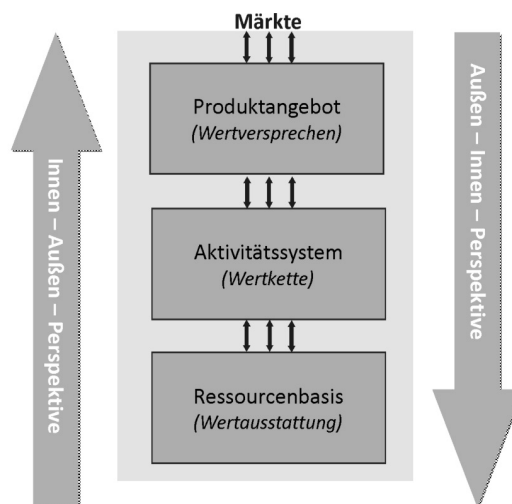 Märkte
Produktangebot
(Wertversprechen)
Aktivitätssystem
(Wertkette)
Ressourcenbasis
(Wertausstattung)
Innen – Außen – Perspektive
Außen – Innen – Perspektive